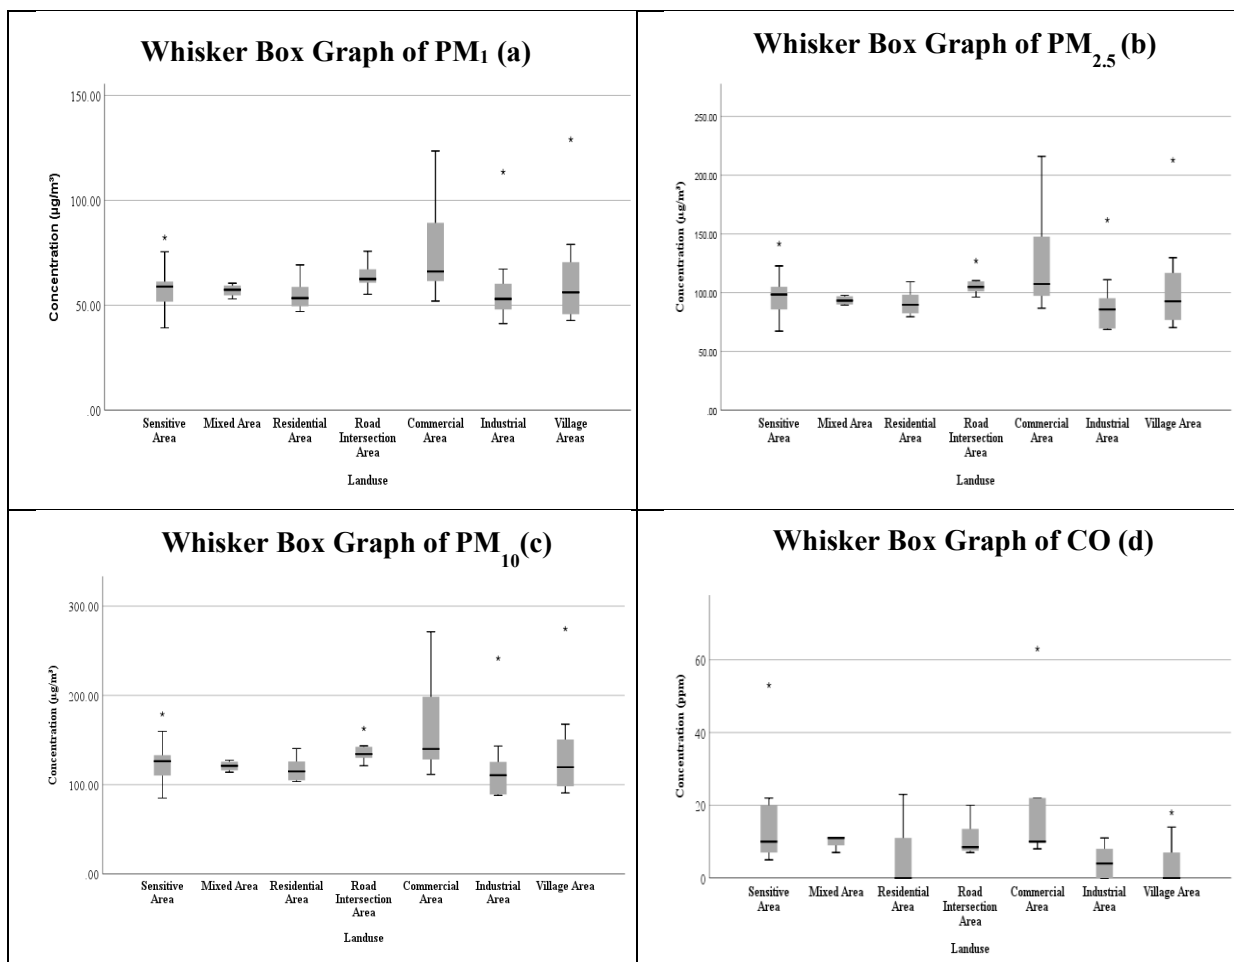 Whisker Box Graph of PM₁ (a)
Concentration (µg/m³)
150.00
100.00
50.00
.00
Sensitive Area
Mixed Area
Residential Area
Road Intersection Area
Commercial Area
Industrial Area
Village Areas
Landuse
Whisker Box Graph of PM2.5 (b)
Concentration (µg/m³)
250.00
200.00
150.00
100.00
50.00
.00
Sensitive Area
Mixed Area
Residential Area
Road Intersection Area
Commercial Area
Industrial Area
Village Area
Landuse
Whisker Box Graph of PM10(c)
Concentration (µg/m³)
300.00
200.00
100.00
.00
Sensitive Area
Mixed Area
Residential Area
Road Intersection Area
Commercial Area
Industrial Area
Village Area
Landuse
Whisker Box Graph of CO (d)
Concentration (ppm)
60
40
20
0
Sensitive Area
Mixed Area
Residential Area
Road Intersection Area
Commercial Area
Industrial Area
Village Area
Landuse